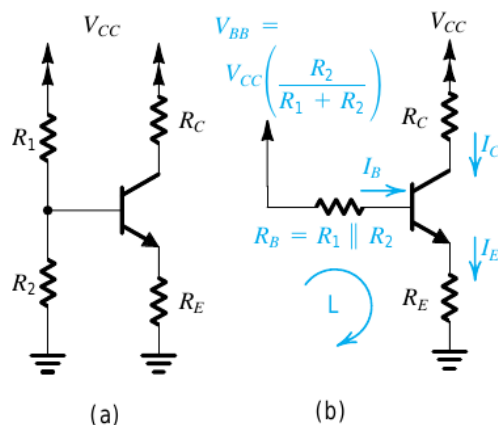 V_CC
R_1
R_C
R_2
R_E
(a)
V_BB =
V_CC(R_2/(R_1 + R_2))
V_CC
R_C
I_C
I_B
R_B = R_1 ∥ R_2
I_E
L
R_E
(b)